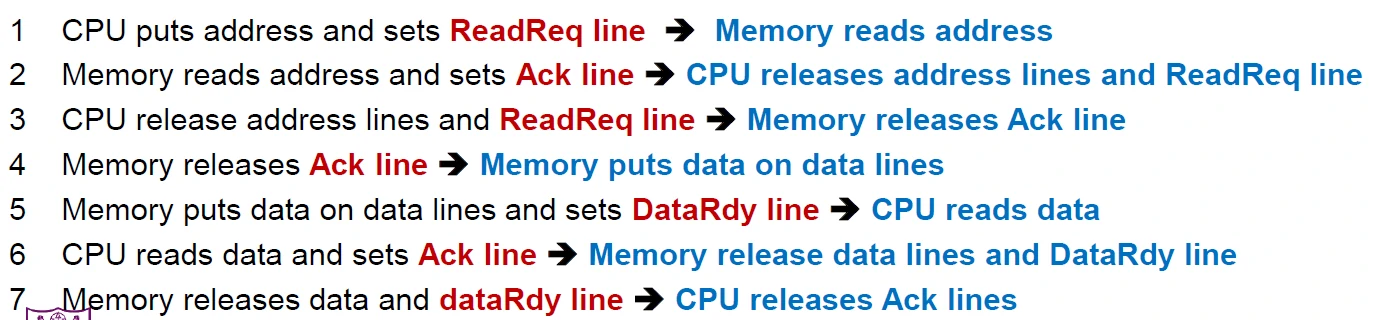 1 CPU puts address and sets ReadReq line ➔ Memory reads address
2 Memory reads address and sets Ack line ➔ CPU releases address lines and ReadReq line
3 CPU release address lines and ReadReq line ➔ Memory releases Ack line
4 Memory releases Ack line ➔ Memory puts data on data lines
5 Memory puts data on data lines and sets DataRdy line ➔ CPU reads data
6 CPU reads data and sets Ack line ➔ Memory release data lines and DataRdy line
7 Memory releases data and dataRdy line ➔ CPU releases Ack lines